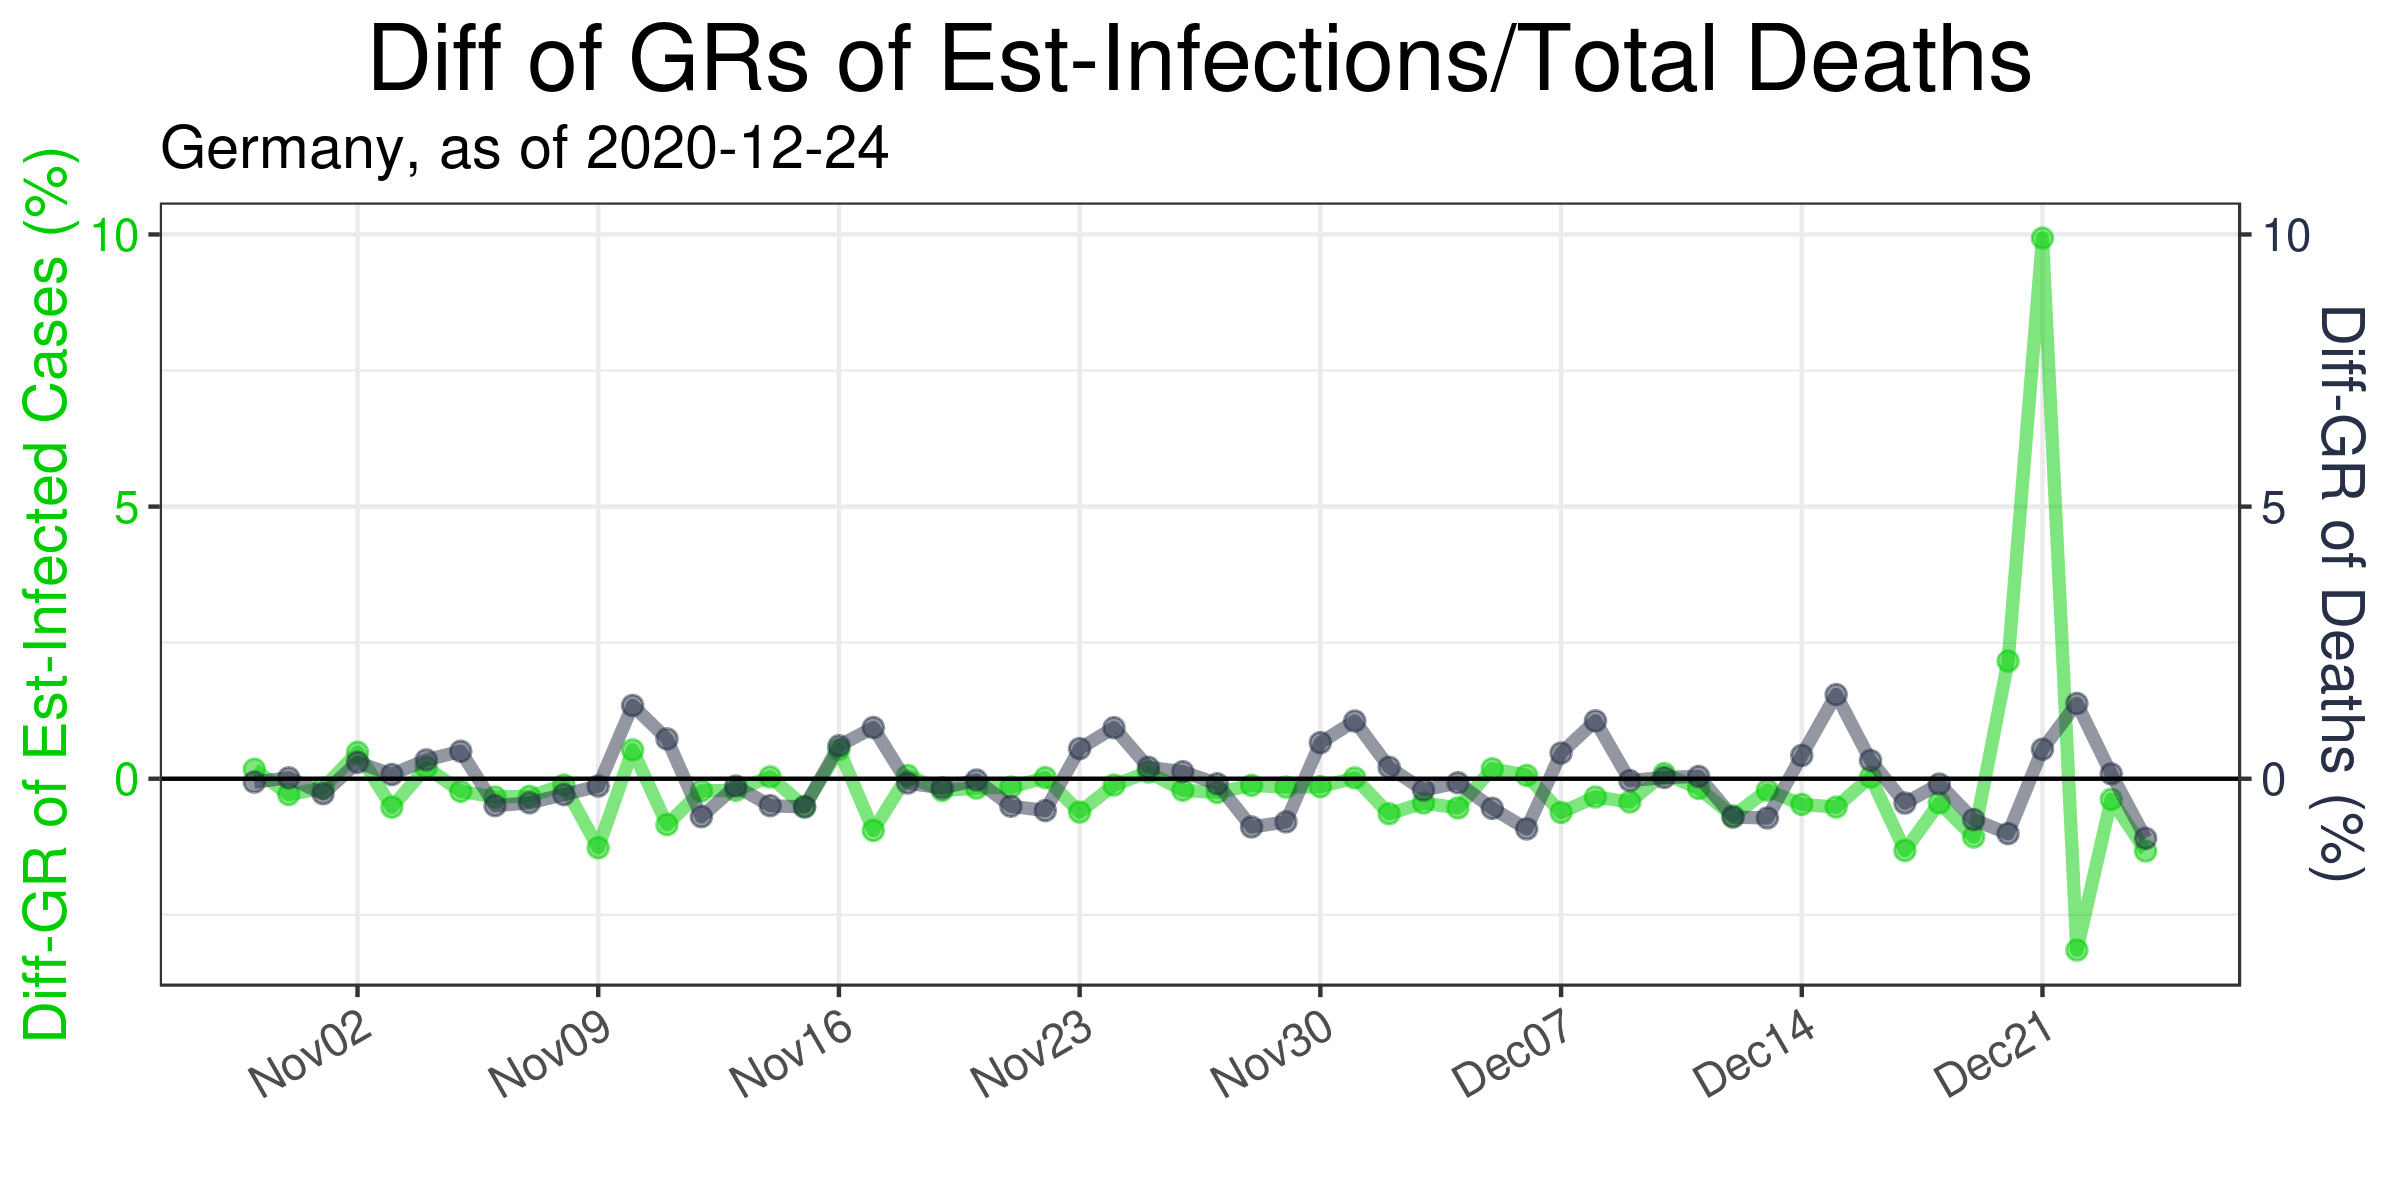 Diff of GRs of Est-Infections/Total Deaths
Germany, as of 2020-12-24
Diff-GR of Est-Infected Cases (%)
10
5
0
10
5
0
Diff-GR of Deaths (%)
Nov02
Nov09
Nov16
Nov23
Nov30
Dec07
Dec14
Dec21